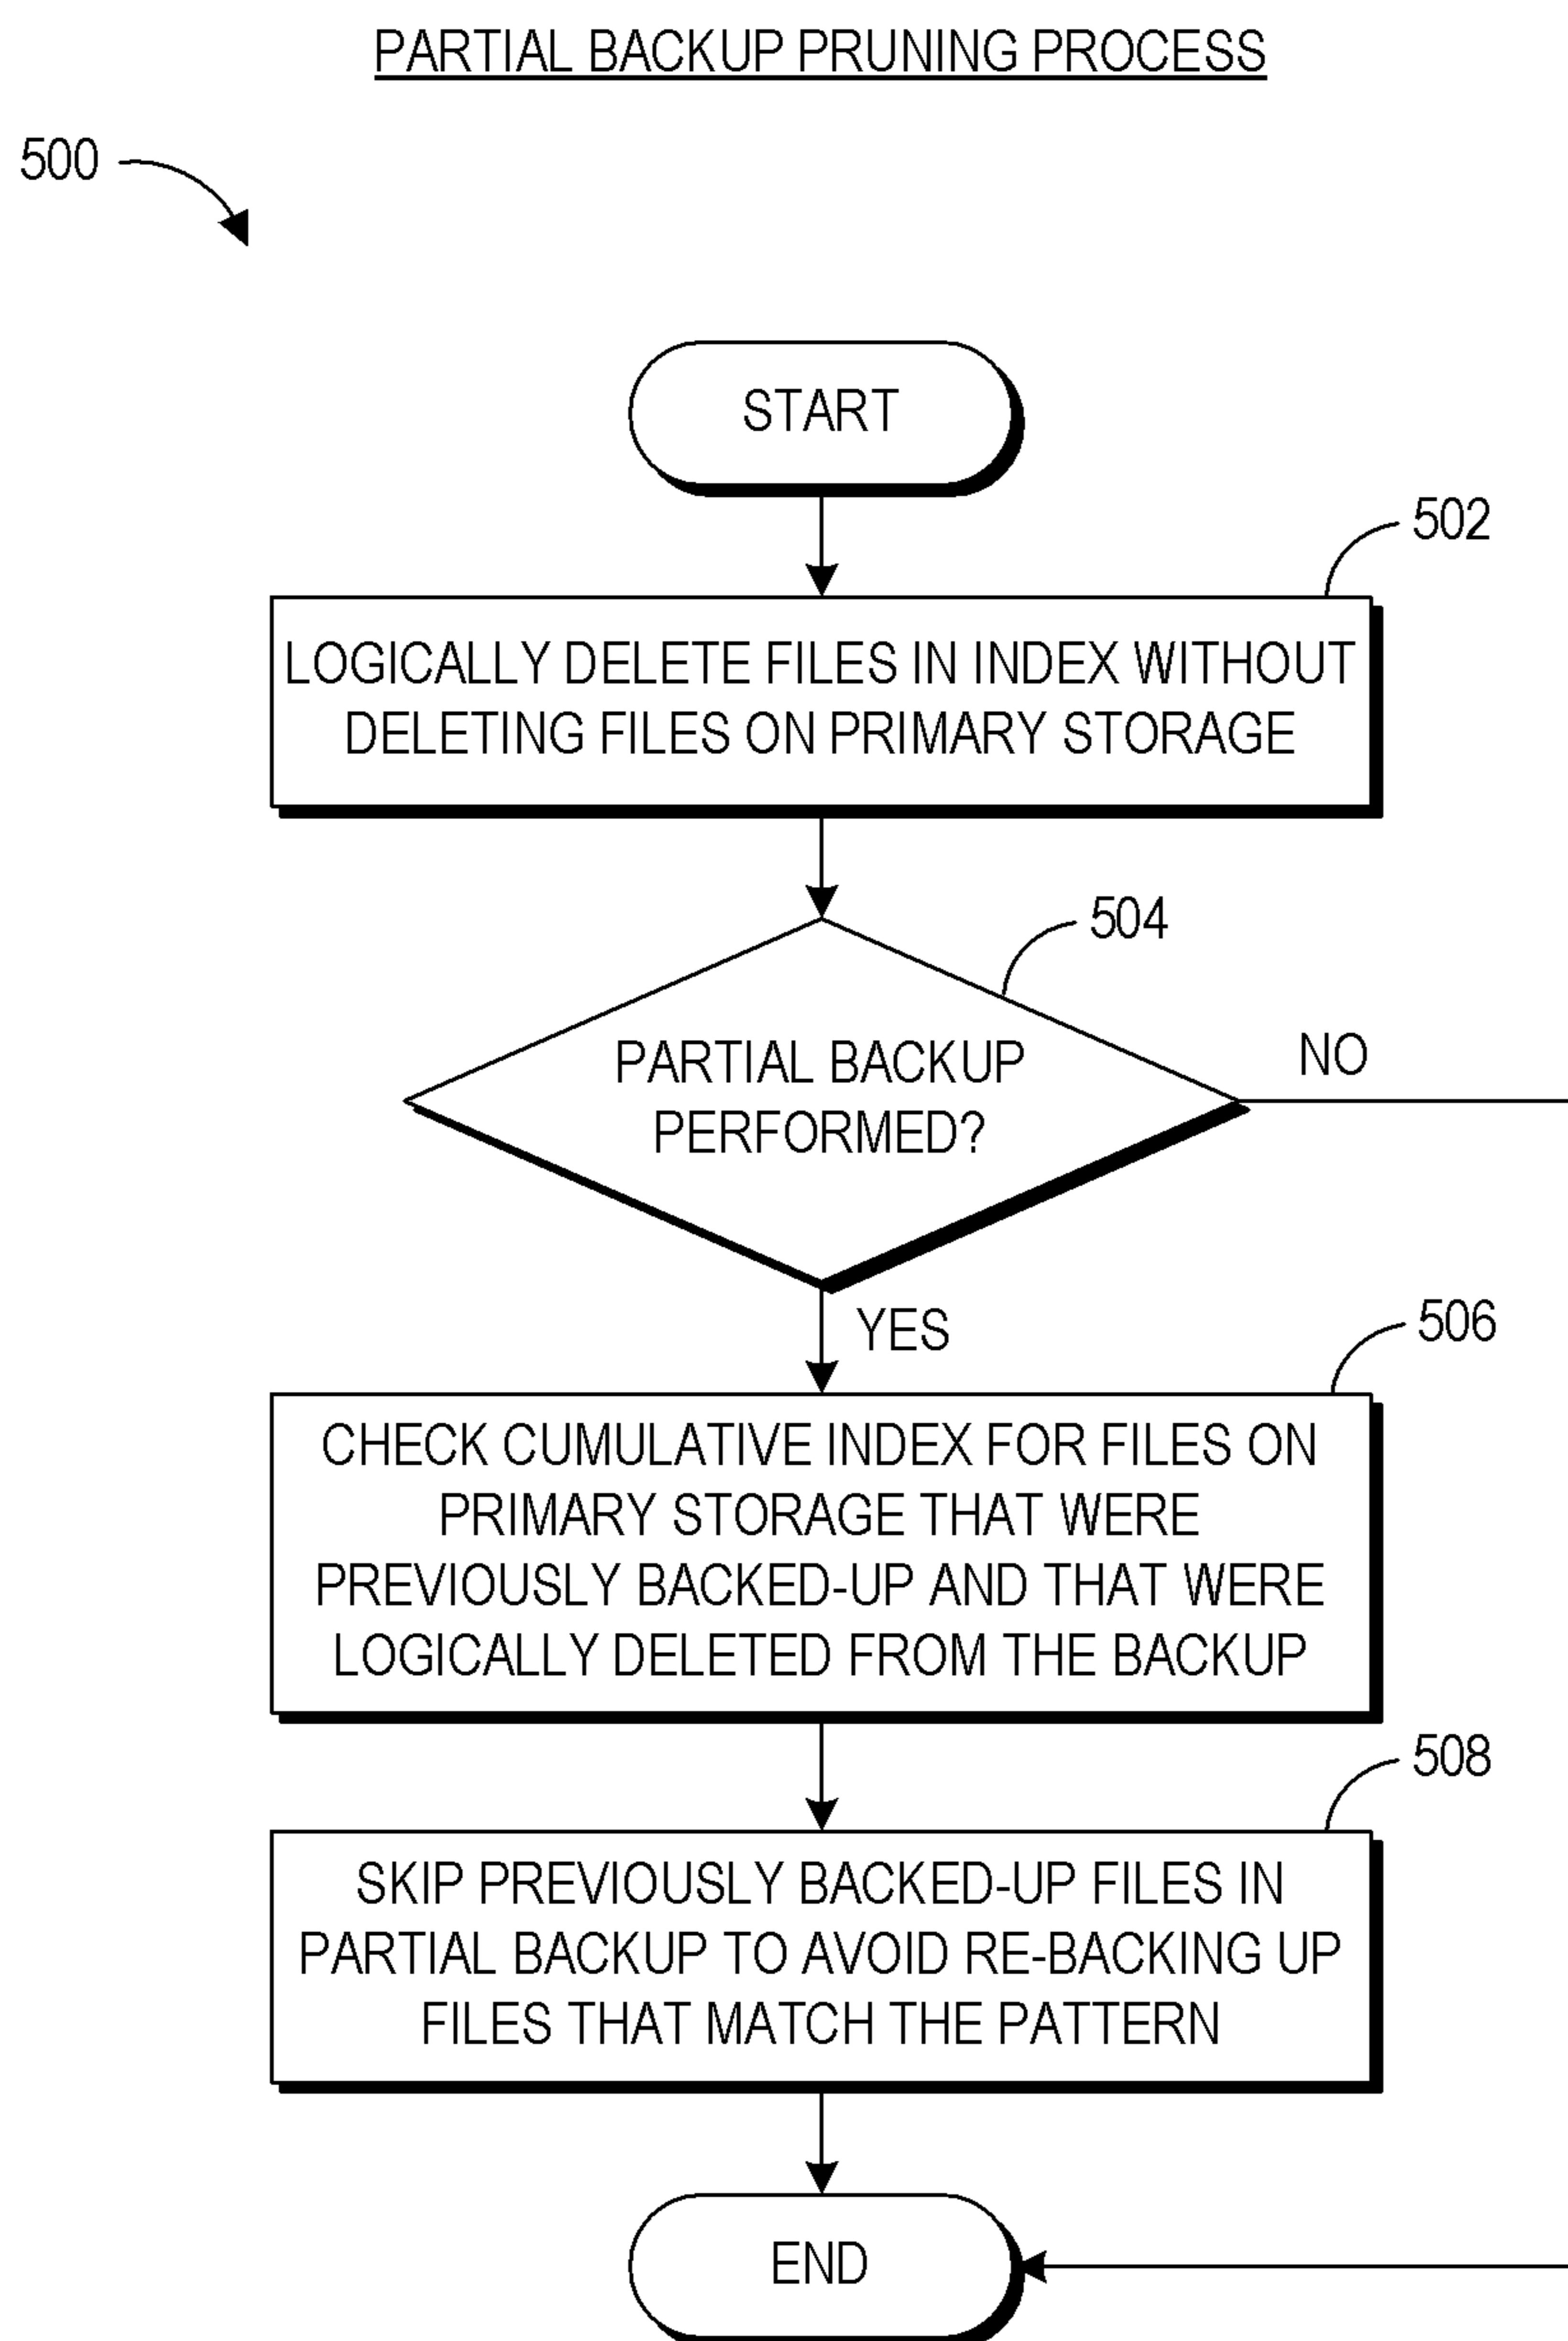 PARTIAL BACKUP PRUNING PROCESS
500
START
502
LOGICALLY DELETE FILES IN INDEX WITHOUT
DELETING FILES ON PRIMARY STORAGE
504
PARTIAL BACKUP
PERFORMED?
NO
YES
506
CHECK CUMULATIVE INDEX FOR FILES ON
PRIMARY STORAGE THAT WERE
PREVIOUSLY BACKED-UP AND THAT WERE
LOGICALLY DELETED FROM THE BACKUP
508
SKIP PREVIOUSLY BACKED-UP FILES IN
PARTIAL BACKUP TO AVOID RE-BACKING UP
FILES THAT MATCH THE PATTERN
END